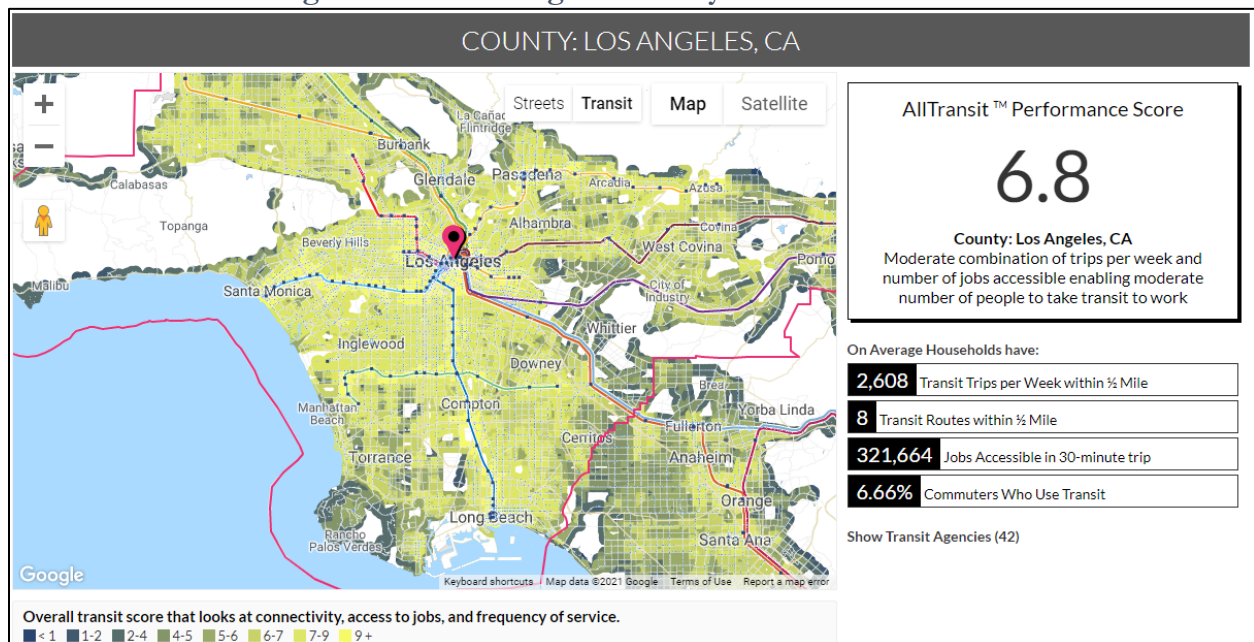 COUNTY: LOS ANGELES, CA
Streets Transit
Map Satellite
La Cañad
Flintridge
Burbank
Glendale
Pasadena
Arcadia
Azusa
Calabasas
Topanga
Beverly Hills
Alhambra
Covina
West Covina
Los Angeles
Pomo
Malibu
Santa Monica
City of
Industry
Whittier
Inglewood
Downey
Brea
Manhattan
Beach
Compton
Yorba Linda
Fullerton
Cerritos
Torrance
Anaheim
Orange
Long Beach
Rancho
Palos Verdes
Santa Ana
Google
Keyboard shortcuts Map data ©2021 Google Terms of Use Report a map error
Overall transit score that looks at connectivity, access to jobs, and frequency of service.
< 1 1-2 2-4 4-5 5-6 6-7 7-9 9 +
AllTransit ™ Performance Score
6.8
County: Los Angeles, CA
Moderate combination of trips per week and
number of jobs accessible enabling moderate
number of people to take transit to work
On Average Households have:
2,608 Transit Trips per Week within ½ Mile
8 Transit Routes within ½ Mile
321,664 Jobs Accessible in 30-minute trip
6.66% Commuters Who Use Transit
Show Transit Agencies (42)